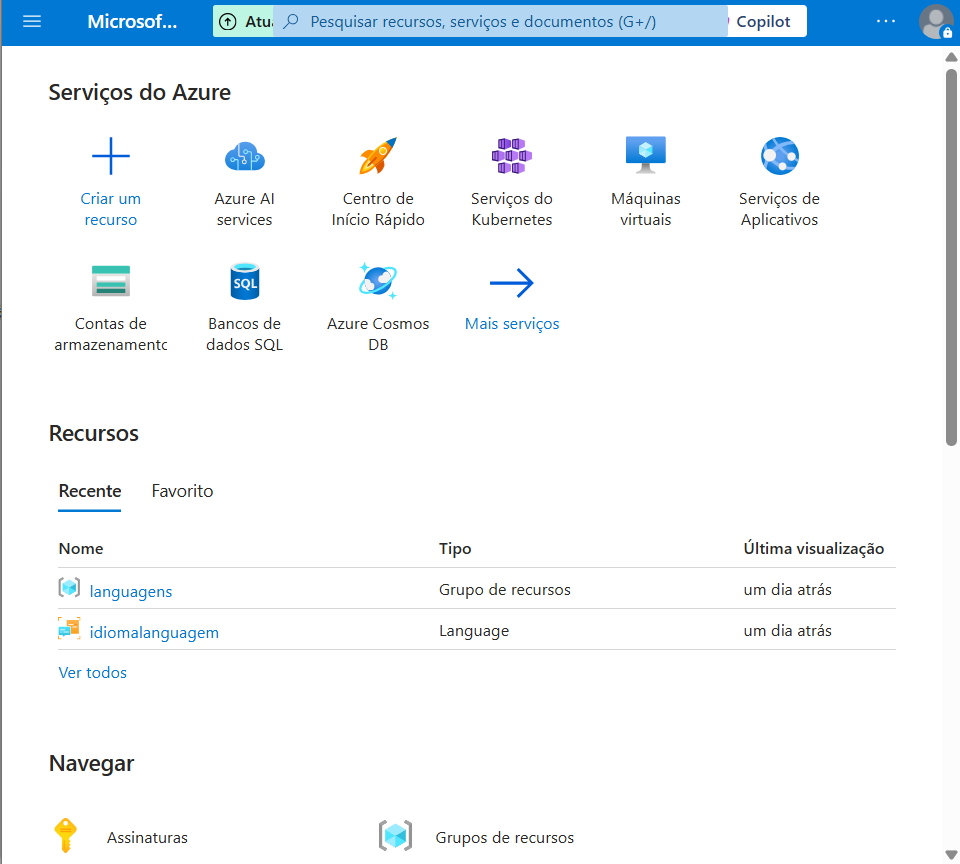 Microsof...
Atua
Pesquisar recursos, serviços e documentos (G+/)
Copilot
Serviços do Azure
Criar um
recurso
Azure AI
services
Centro de
Início Rápido
Serviços do
Kubernetes
Máquinas
virtuais
Serviços de
Aplicativos
Contas de
armazenamento
SQL
Bancos de
dados SQL
Azure Cosmos
DB
Mais serviços
Recursos
Recente Favorito
Nome Tipo Última visualização
languagens Grupo de recursos um dia atrás
idiomalanguagem Language um dia atrás
Ver todos
Navegar
Assinaturas Grupos de recursos